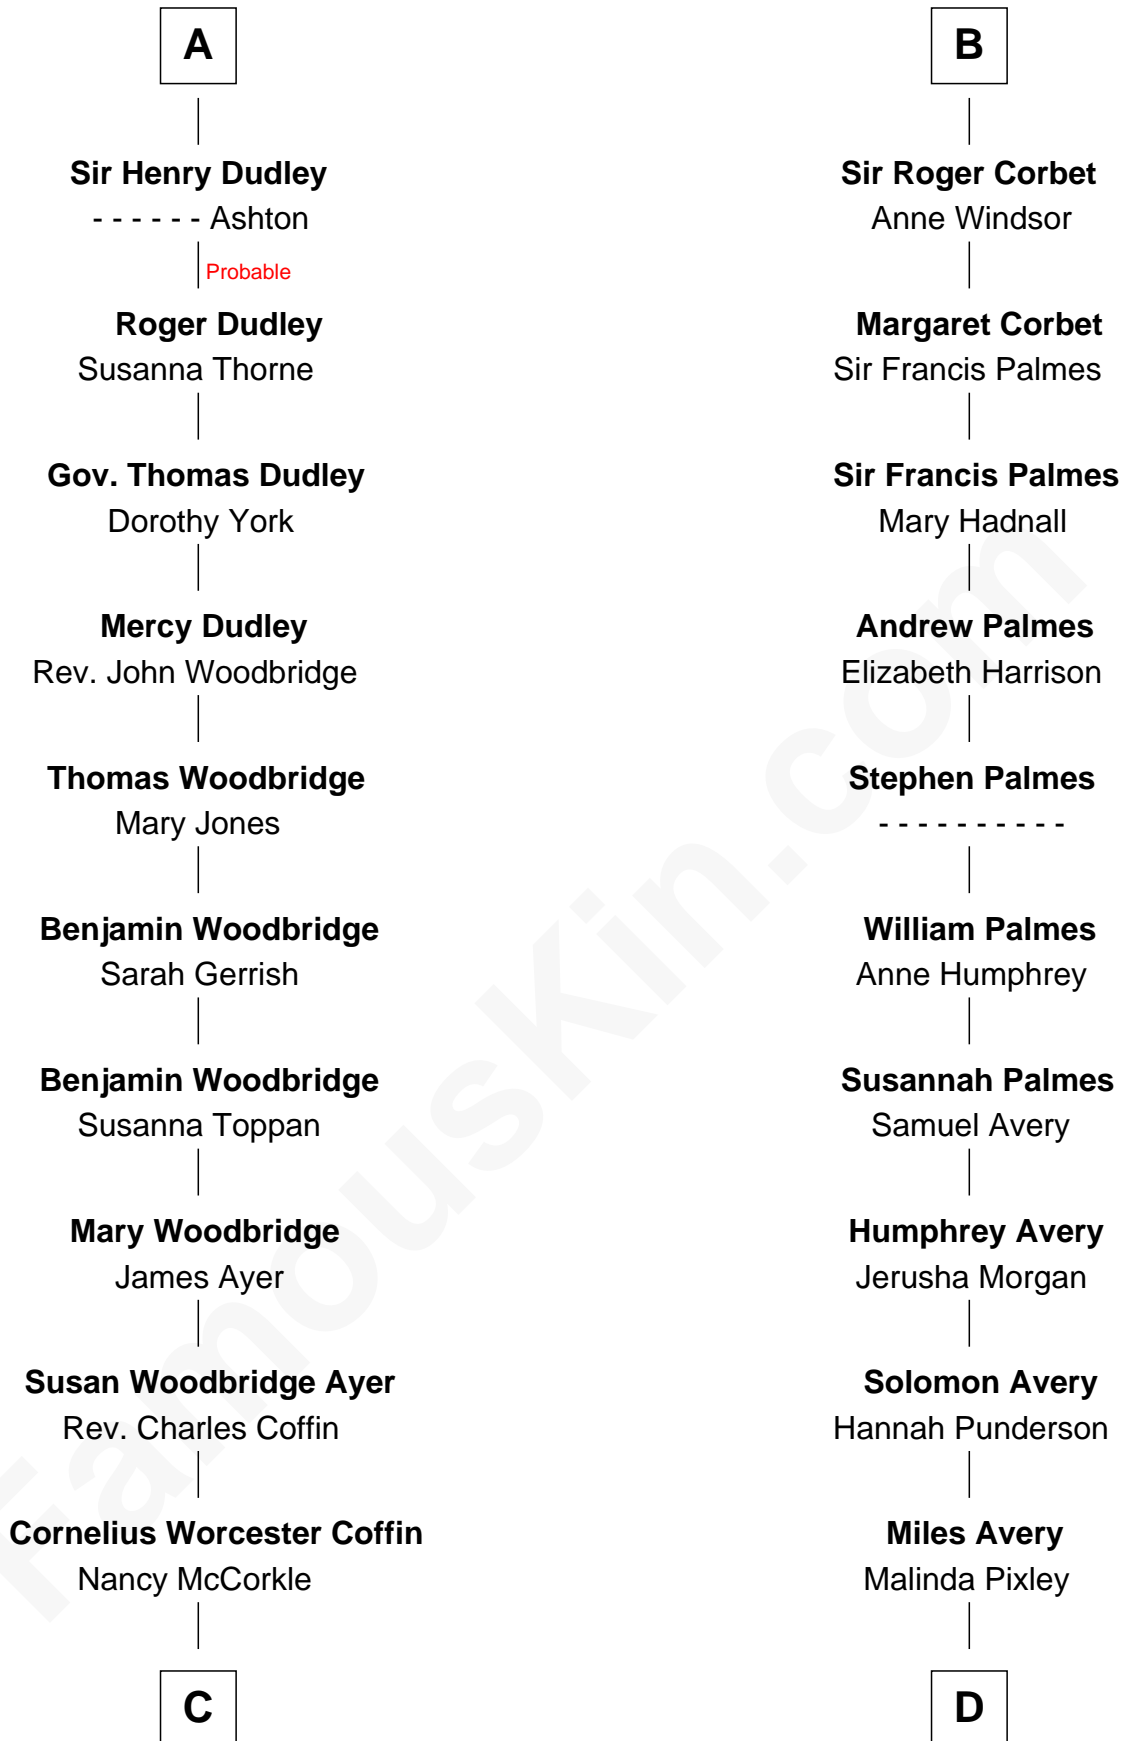 A
Sir Henry Dudley
- - - - - - Ashton
Probable
Roger Dudley
Susanna Thorne
Gov. Thomas Dudley
Dorothy York
Mercy Dudley
Rev. John Woodbridge
Thomas Woodbridge
Mary Jones
Benjamin Woodbridge
Sarah Gerrish
Benjamin Woodbridge
Susanna Toppan
Mary Woodbridge
James Ayer
Susan Woodbridge Ayer
Rev. Charles Coffin
Cornelius Worcester Coffin
Nancy McCorkle
C
B
Sir Roger Corbet
Anne Windsor
Margaret Corbet
Sir Francis Palmes
Sir Francis Palmes
Mary Hadnall
Andrew Palmes
Elizabeth Harrison
Stephen Palmes
- - - - - - - - - -
William Palmes
Anne Humphrey
Susannah Palmes
Samuel Avery
Humphrey Avery
Jerusha Morgan
Solomon Avery
Hannah Punderson
Miles Avery
Malinda Pixley
D
FamousKin.com